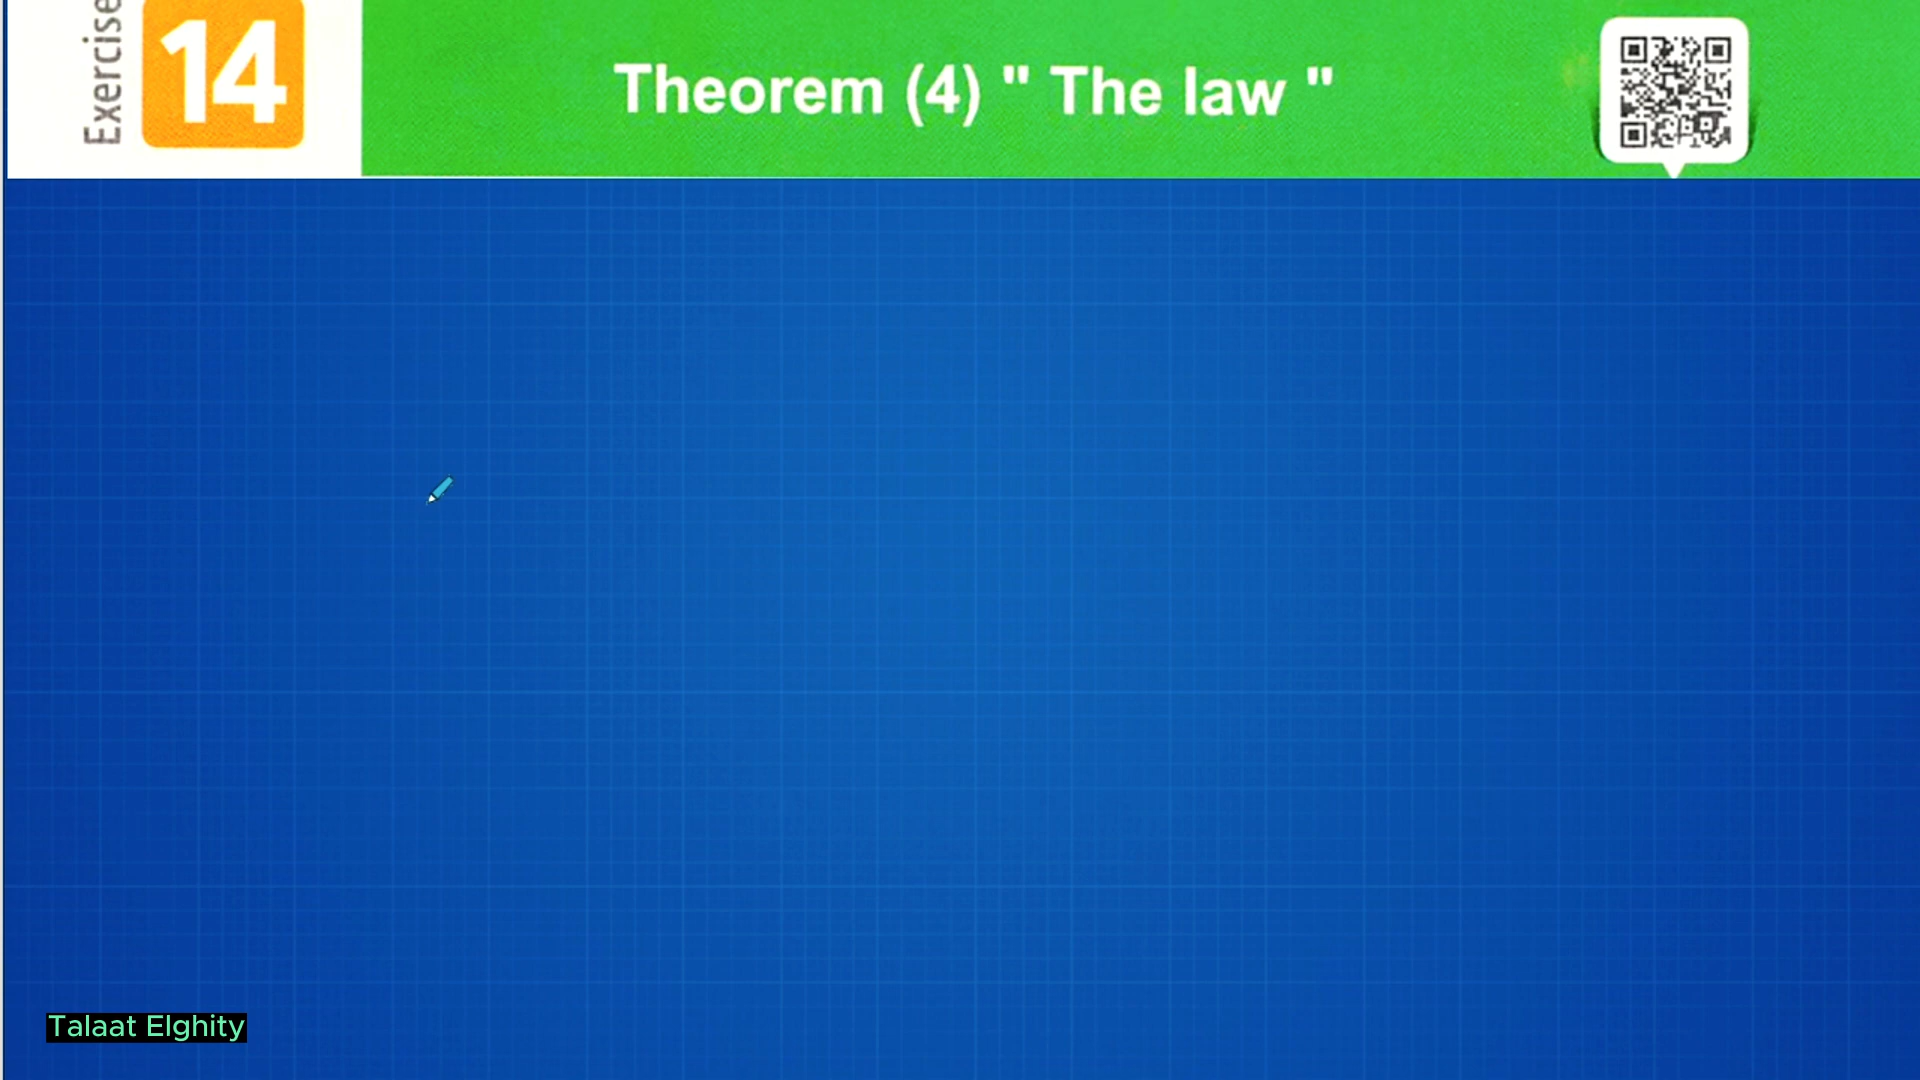 Exercise
14
Theorem (4) " The law "
Talaat Elghity